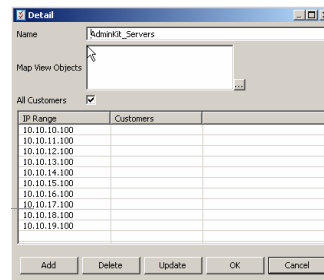 Detail
Name AdminKit_Servers
Map View Objects
...
All Customers
IP Range Customers
10.10.10.100
10.10.11.100
10.10.12.100
10.10.13.100
10.10.14.100
10.10.15.100
10.10.16.100
10.10.17.100
10.10.18.100
10.10.19.100
Add Delete Update OK Cancel